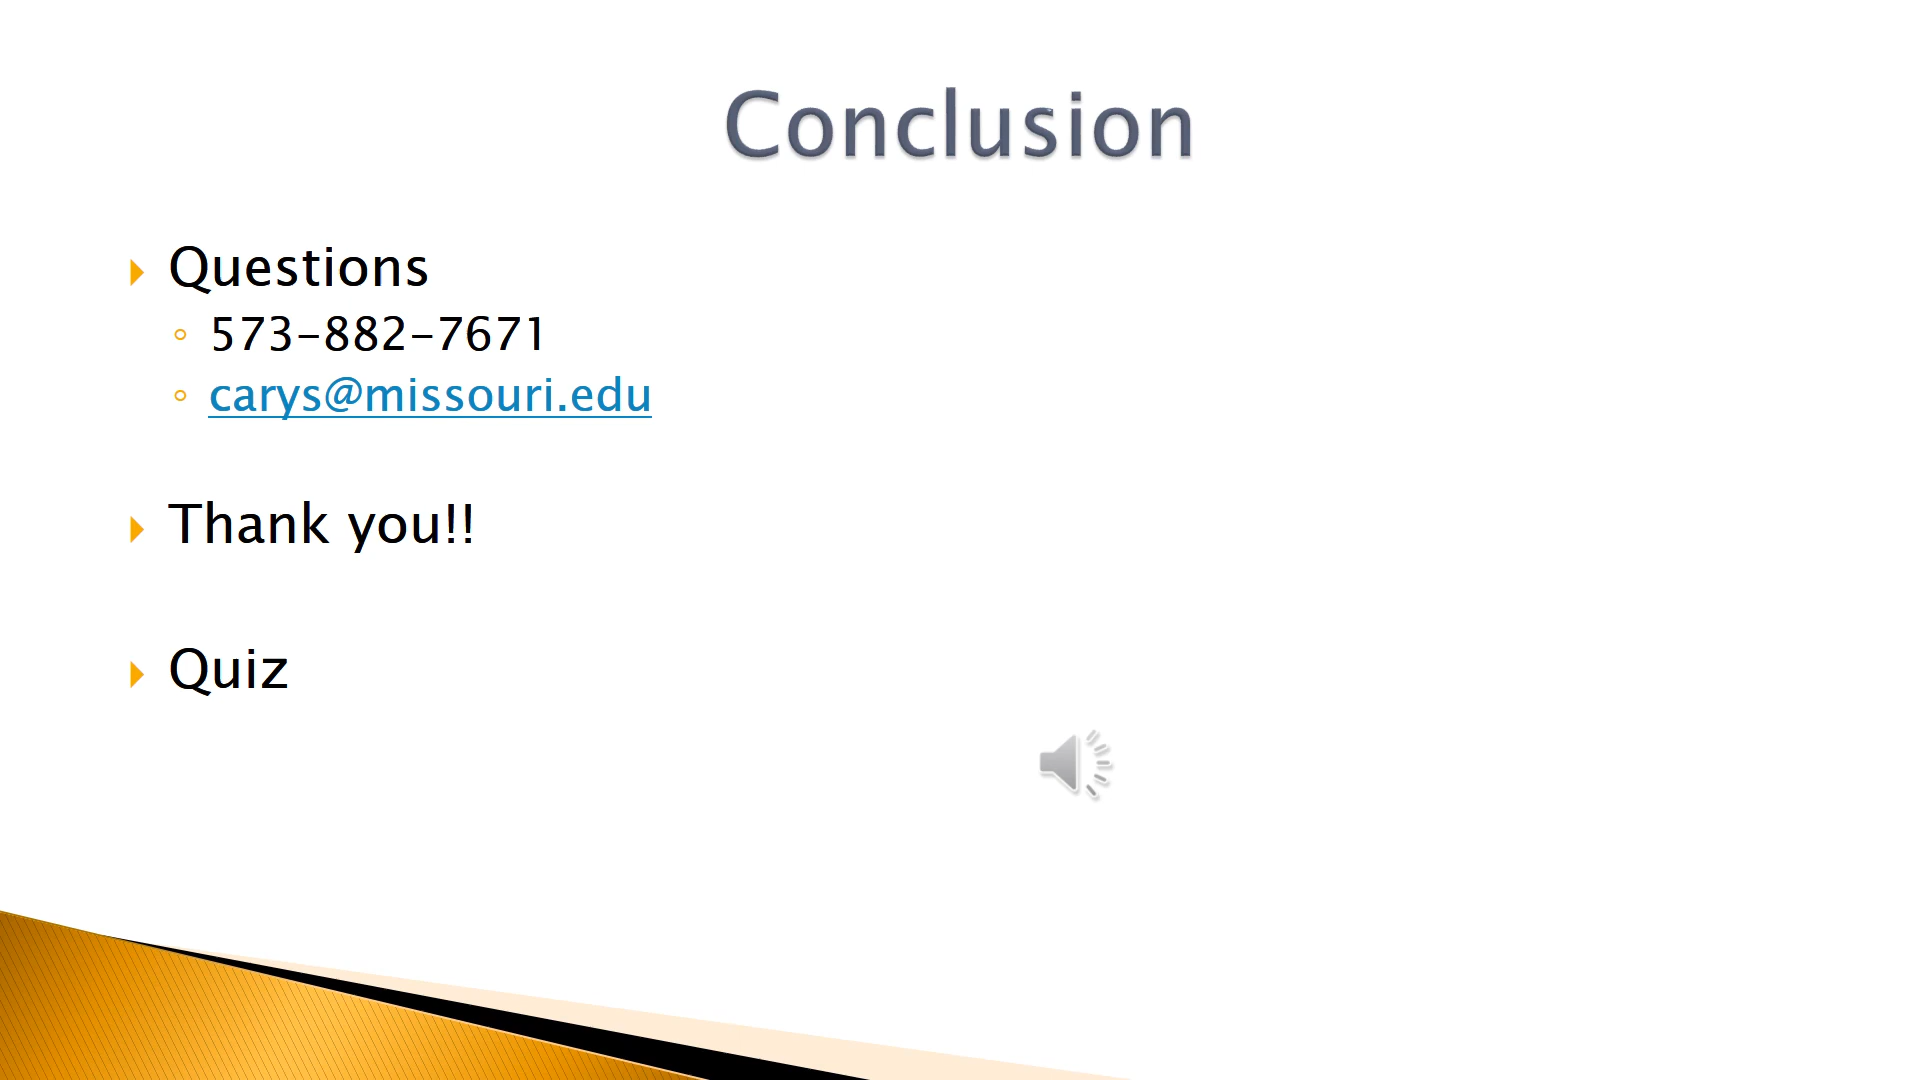 Conclusion
Questions
573-882-7671
carys@missouri.edu
Thank you!!
Quiz